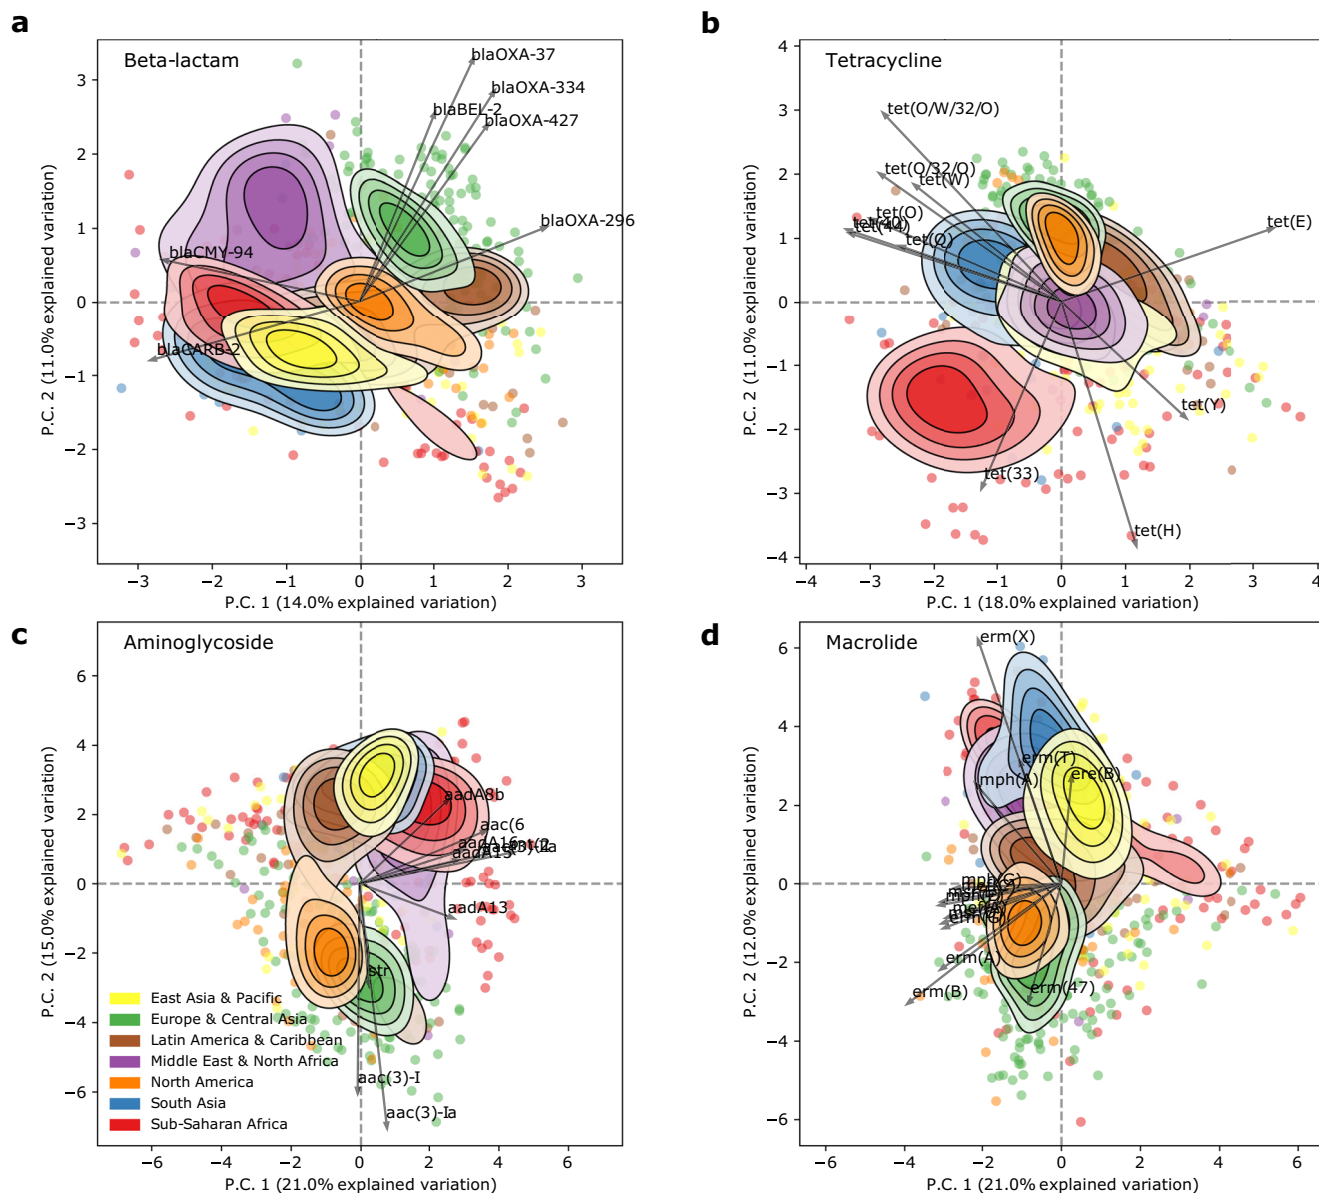 a
Beta-lactam
blaOXA-37
blaOXA-334
blaBEL-2
blaOXA-427
blaOXA-296
blaCMY-94
blaCARB-2
3
2
1
0
−1
−2
−3
P.C. 2 (11.0% explained variation)
−3 −2 −1 0 1 2 3
P.C. 1 (14.0% explained variation)
b
Tetracycline
tet(O/W/32/O)
tet(O/32/O)
tet(W)
tet(O)
tet(44)
tet(Q)
tet(E)
tet(Y)
tet(33)
tet(H)
4
3
2
1
0
−1
−2
−3
−4
P.C. 2 (11.0% explained variation)
−4 −3 −2 −1 0 1 2 3 4
P.C. 1 (18.0% explained variation)
c
Aminoglycoside
aadA8b
aac(6
aadA15
aadA13
str
aac(3)-I
aac(3)-Ia
6
4
2
0
−2
−4
−6
P.C. 2 (15.0% explained variation)
East Asia & Pacific
Europe & Central Asia
Latin America & Caribbean
Middle East & North Africa
North America
South Asia
Sub-Saharan Africa
−6 −4 −2 0 2 4 6
P.C. 1 (21.0% explained variation)
d
Macrolide
erm(X)
erm(T)
ere(B)
mph(A)
mph(G)
erm(G)
erm(A)
erm(B)
erm(47)
6
4
2
0
−2
−4
−6
P.C. 2 (12.0% explained variation)
−6 −4 −2 0 2 4 6
P.C. 1 (21.0% explained variation)